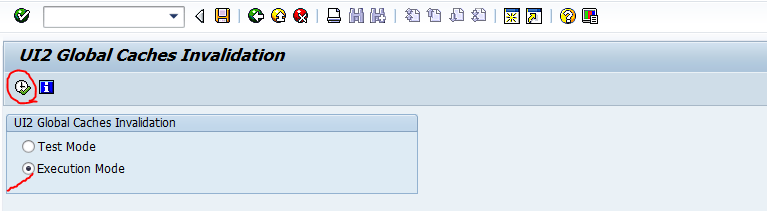 UI2 Global Caches Invalidation
UI2 Global Caches Invalidation
Test Mode
Execution Mode